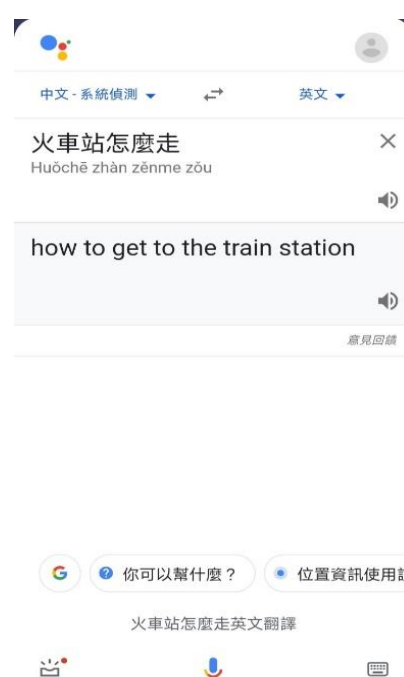 中文 - 系統偵測
英文
火車站怎麼走
Huǒchē zhàn zěnme zǒu
how to get to the train station
意見回饋
G
你可以幫什麼？
位置資訊使用
火車站怎麼走英文翻譯